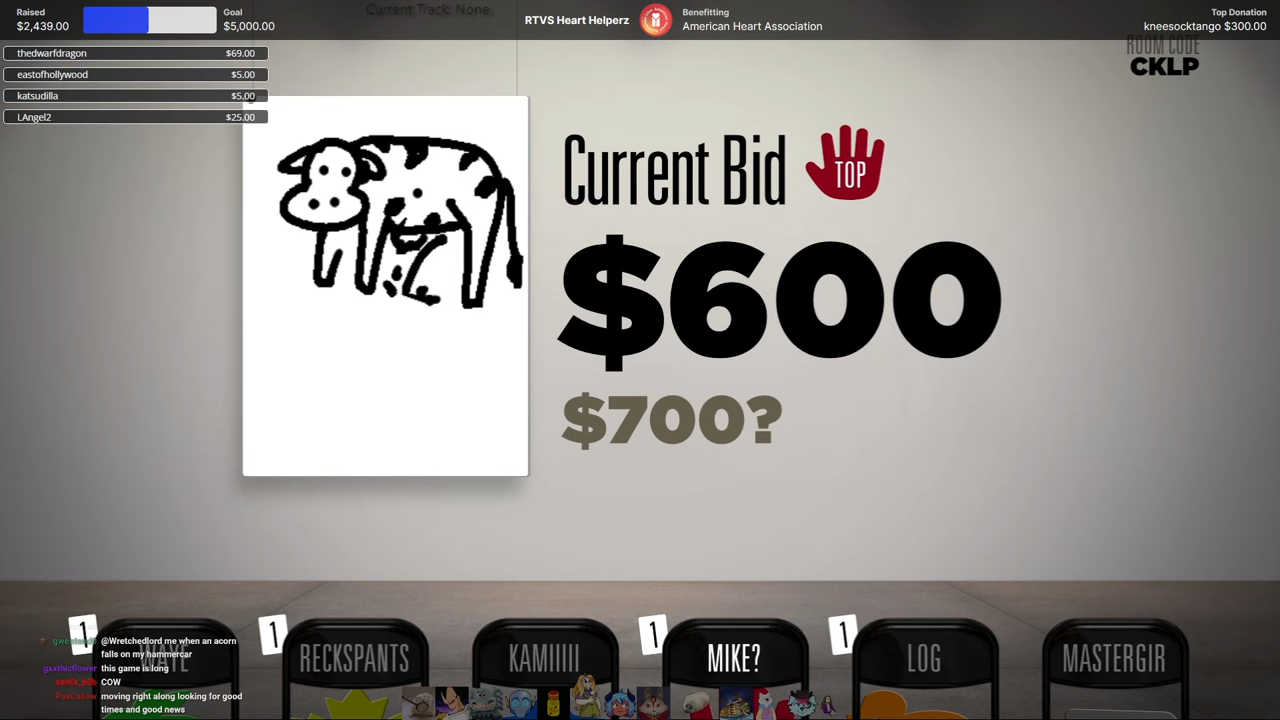 Current Track: None
Raised
$2,439.00
Goal
$5,000.00
RTVS Heart Helperz
Benefitting
American Heart Association
Top Donation
kneesocktango $300.00
thedwarfdragon $69.00
eastofhollywood $5.00
katsudilla $5.00
LAngel2 $25.00
ROOM CODE
CKLP
Current Bid
TOP
$600
$700?
1
1
1
1
WAYE
RECKSPANTS
KAMIIIII
MIKE?
LOG
MASTERGIR
@Wretchedlord me when an acorn
falls on my hammercar
gxxthicflower this game is long
COW
PaxCallow moving right along looking for good
times and good news